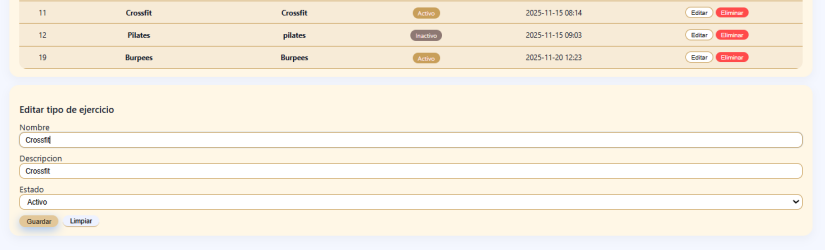 11 Crossfit Crossfit Activo 2025-11-15 08:14 Editar Eliminar
12 Pilates pilates Inactivo 2025-11-15 09:03 Editar Eliminar
19 Burpees Burpees Activo 2025-11-20 12:23 Editar Eliminar
Editar tipo de ejercicio
Nombre
Crossfit
Descripcion
Crossfit
Estado
Activo
Guardar Limpiar